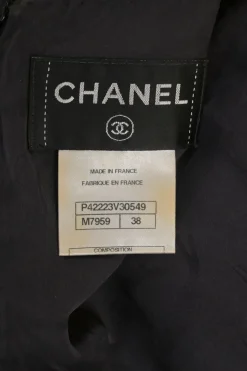 CHANEL
MADE IN FRANCE
FABRIQUE EN FRANCE
P42223V30549
M7959 38
COMPOSITION